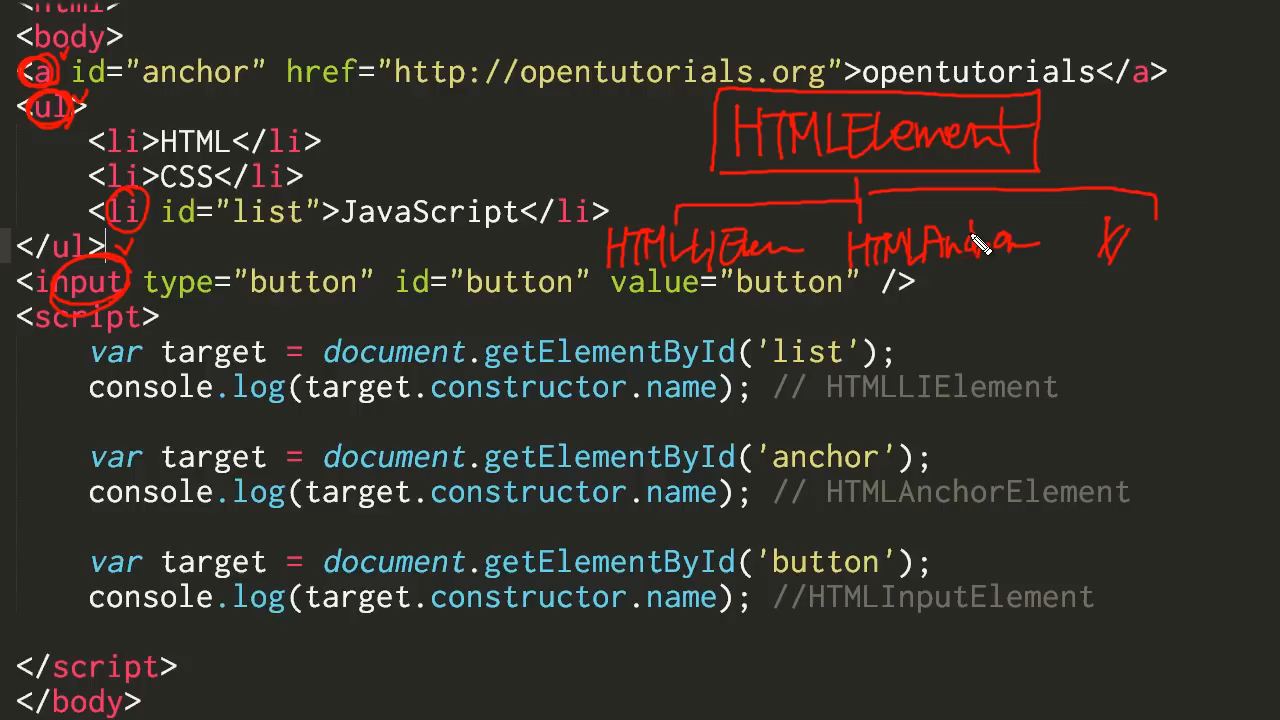 <html>
<body>
<a id="anchor" href="http://opentutorials.org">opentutorials</a>
<ul>
HTMLElement
<li>HTML</li>
<li>CSS</li>
<li id="list">JavaScript</li>
</ul>
HTMLLIElem HTMLAnchor
<input type="button" id="button" value="button" />
<script>
var target = document.getElementById('list');
console.log(target.constructor.name); // HTMLLIElement
var target = document.getElementById('anchor');
console.log(target.constructor.name); // HTMLAnchorElement
var target = document.getElementById('button');
console.log(target.constructor.name); //HTMLInputElement
</script>
</body>